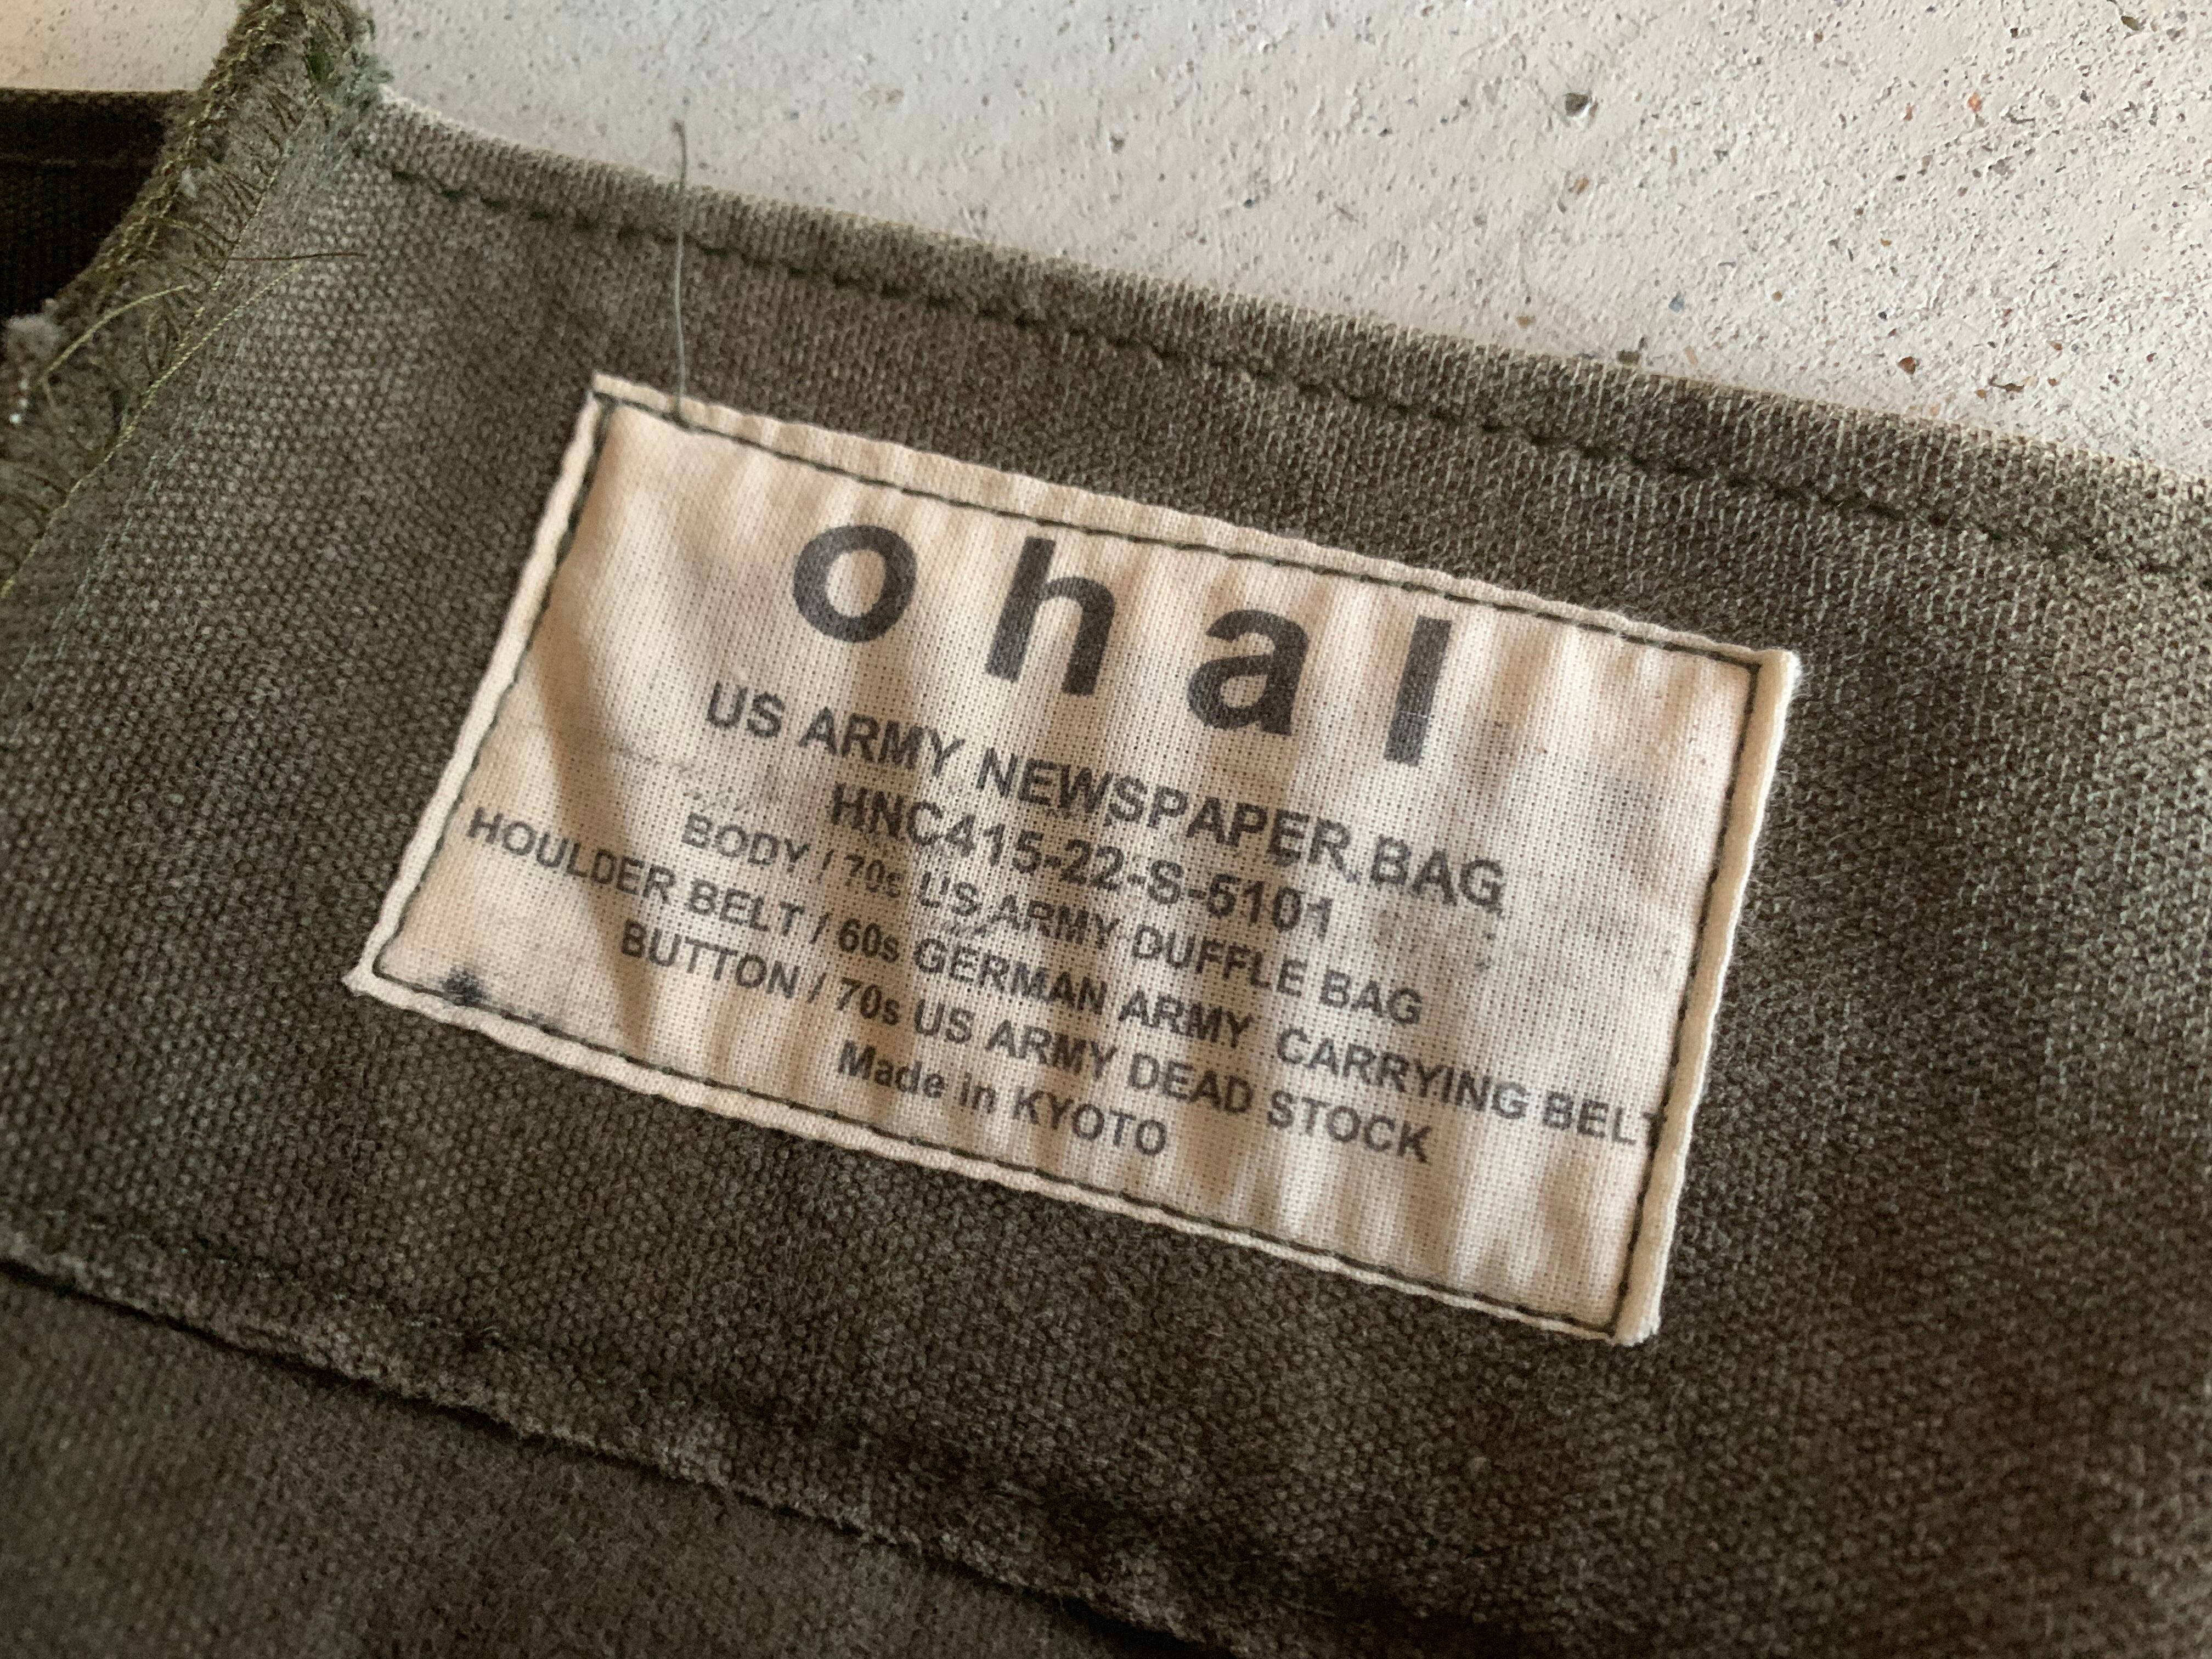 ohal
US ARMY NEWSPAPER BAG
HNC415-22-S-5101
BODY / 70s US ARMY DUFFLE BAG
HOULDER BELT / 60s GERMAN ARMY CARRYING BELT
BUTTON / 70s US ARMY DEAD STOCK
Made in KYOTO